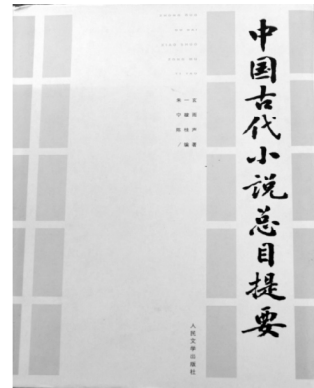 中国古代小说总目提要
朱一玄
宁稼雨
陈桂声
/编著
人民文学出版社